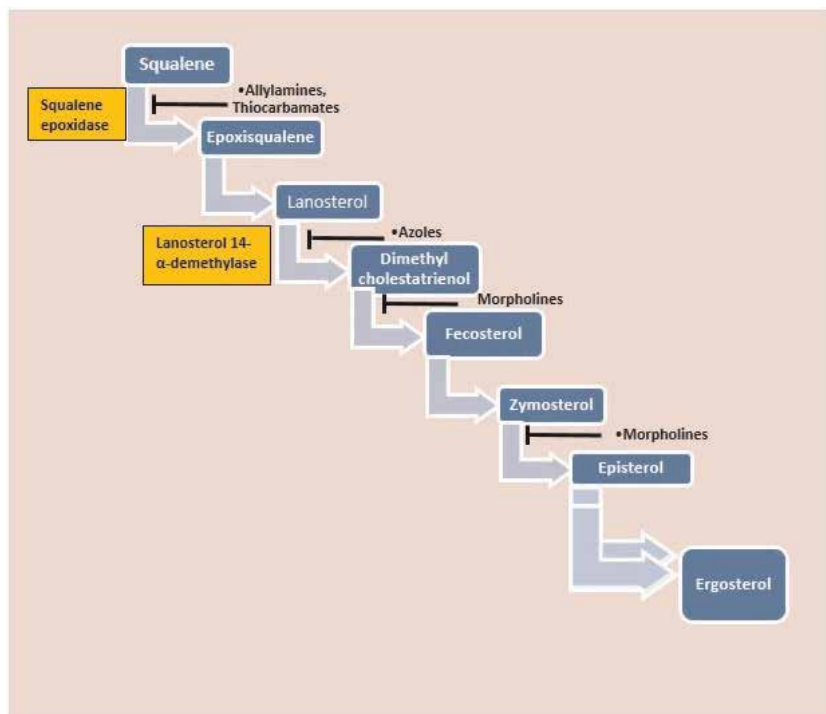 Squalene
•Allylamines,
Thiocarbamates
Squalene
epoxidase
Epoxisqualene
Lanosterol
•Azoles
Lanosterol 14-
α-demethylase
Dimethyl
cholestatrienol
Morpholines
Fecosterol
Zymosterol
•Morpholines
Episterol
Ergosterol